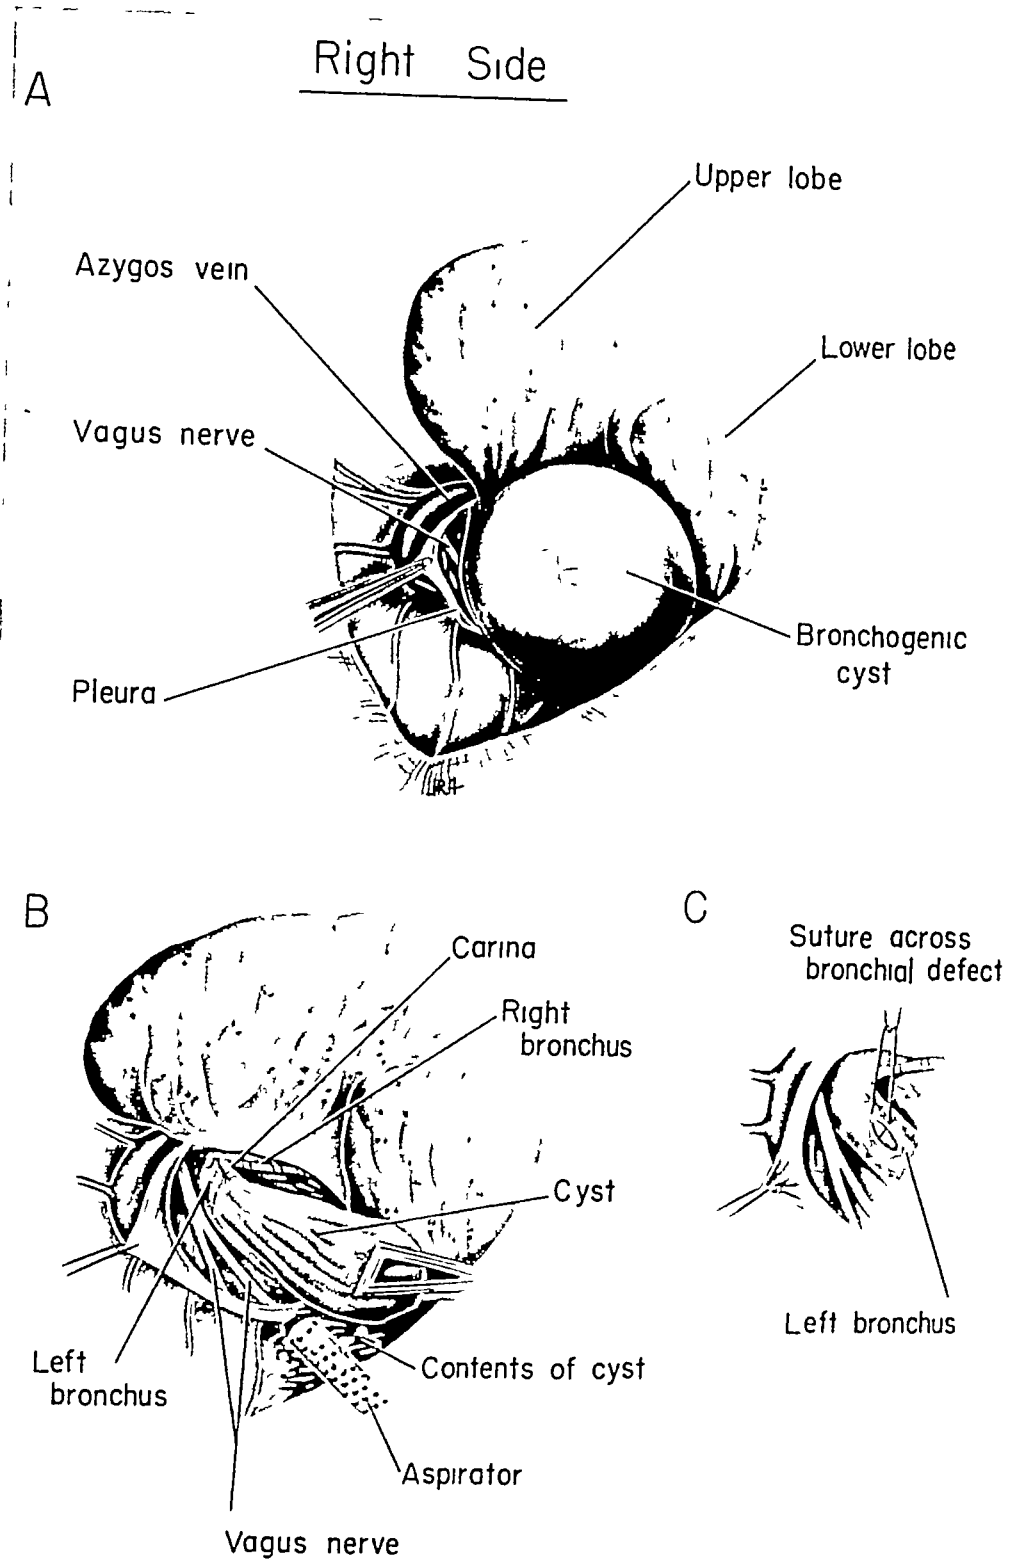 Right Side
A
Upper lobe
Azygos vein
Lower lobe
Vagus nerve
Bronchogenic
cyst
Pleura
B
Carina
Right
bronchus
Cyst
Left
bronchus
Contents of cyst
Aspirator
Vagus nerve
C
Suture across
bronchial defect
Left bronchus